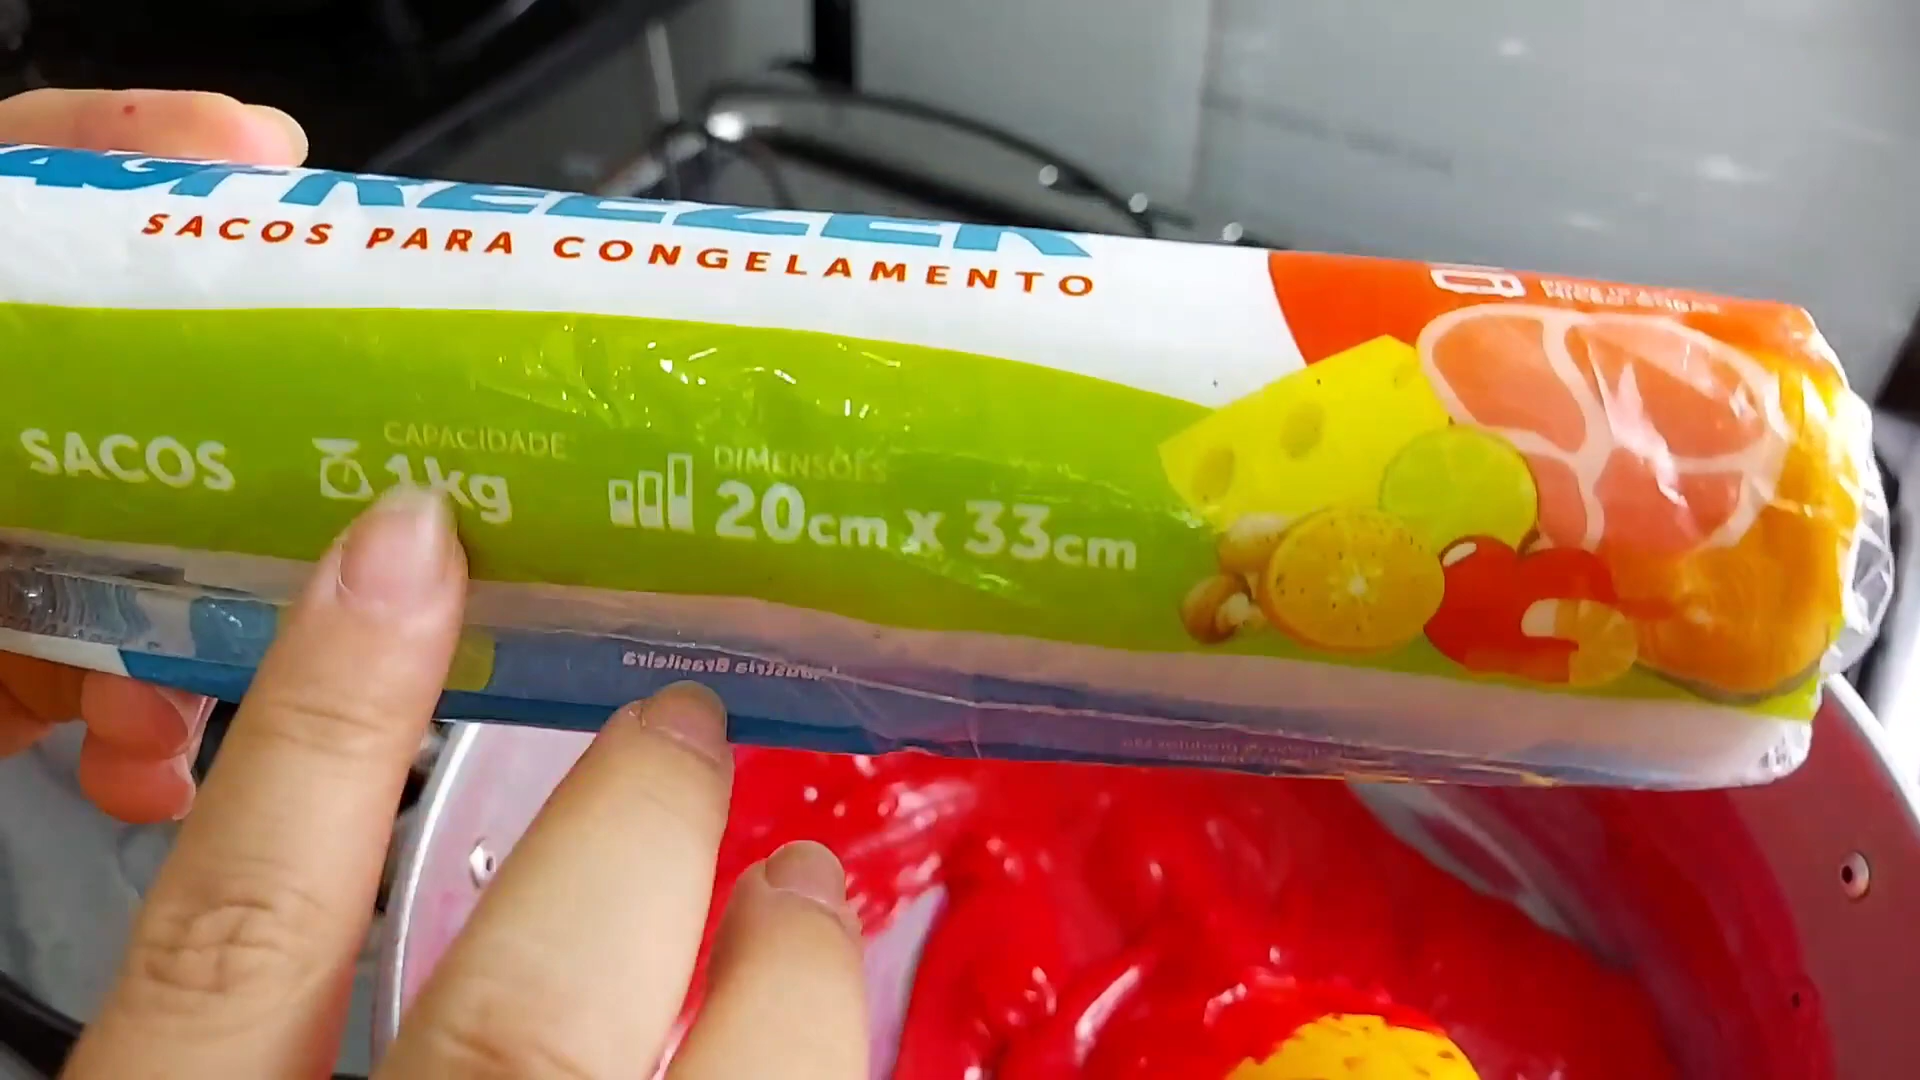 SACOS PARA CONGELAMENTO
SACOS
CAPACIDADE
1kg
DIMENSÕES
20cm x 33cm
Indústria Brasileira